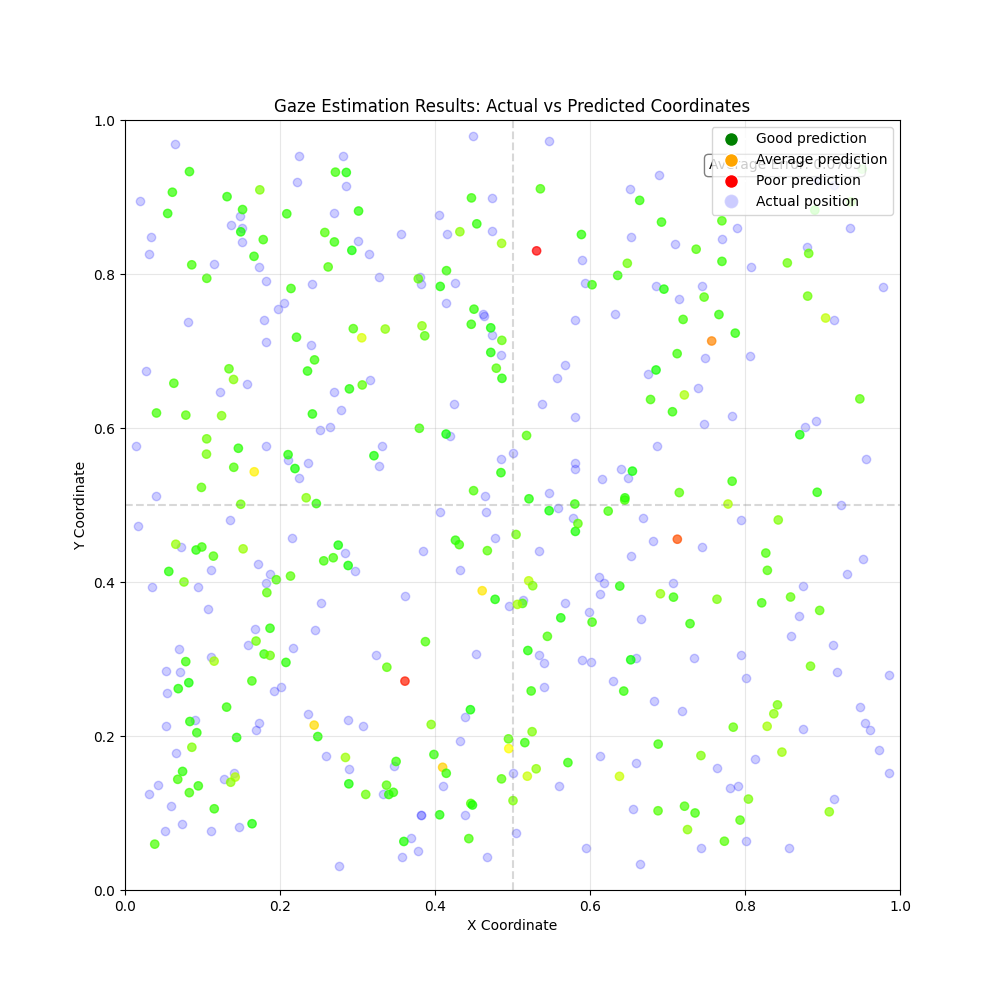 Gaze Estimation Results: Actual vs Predicted Coordinates
Good prediction
Average prediction
Poor prediction
Actual position
1.0
0.8
0.6
0.4
0.2
0.0
Y Coordinate
0.0 0.2 0.4 0.6 0.8 1.0
X Coordinate